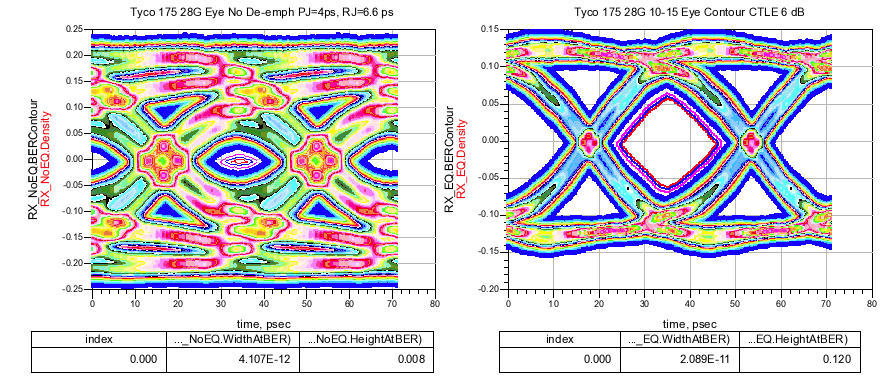 Tyco 175 28G Eye No De-emph PJ=4ps, RJ=6.6 ps
RX_NoEQ.BERContour
RX_NoEQ.Density
0.25
0.20
0.15
0.10
0.05
0.00
-0.05
-0.10
-0.15
-0.20
-0.25
0 10 20 30 40 50 60 70 80
time, psec
index ..._NoEQ.WidthAtBER) ...NoEQ.HeightAtBER)
0.000 4.107E-12 0.008
Tyco 175 28G 10-15 Eye Contour CTLE 6 dB
RX_EQ.BERContour
RX_EQ.Density
0.15
0.10
0.05
0.00
-0.05
-0.10
-0.15
-0.20
0 10 20 30 40 50 60 70 80
time, psec
index ..._EQ.WidthAtBER) ...EQ.HeightAtBER)
0.000 2.089E-11 0.120